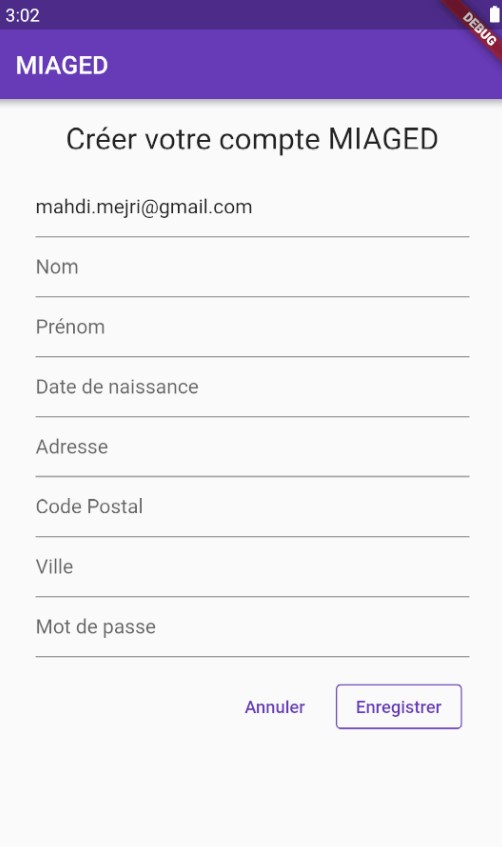 3:02
DEBUG
MIAGED
Créer votre compte MIAGED
mahdi.mejri@gmail.com
Nom
Prénom
Date de naissance
Adresse
Code Postal
Ville
Mot de passe
Annuler Enregistrer